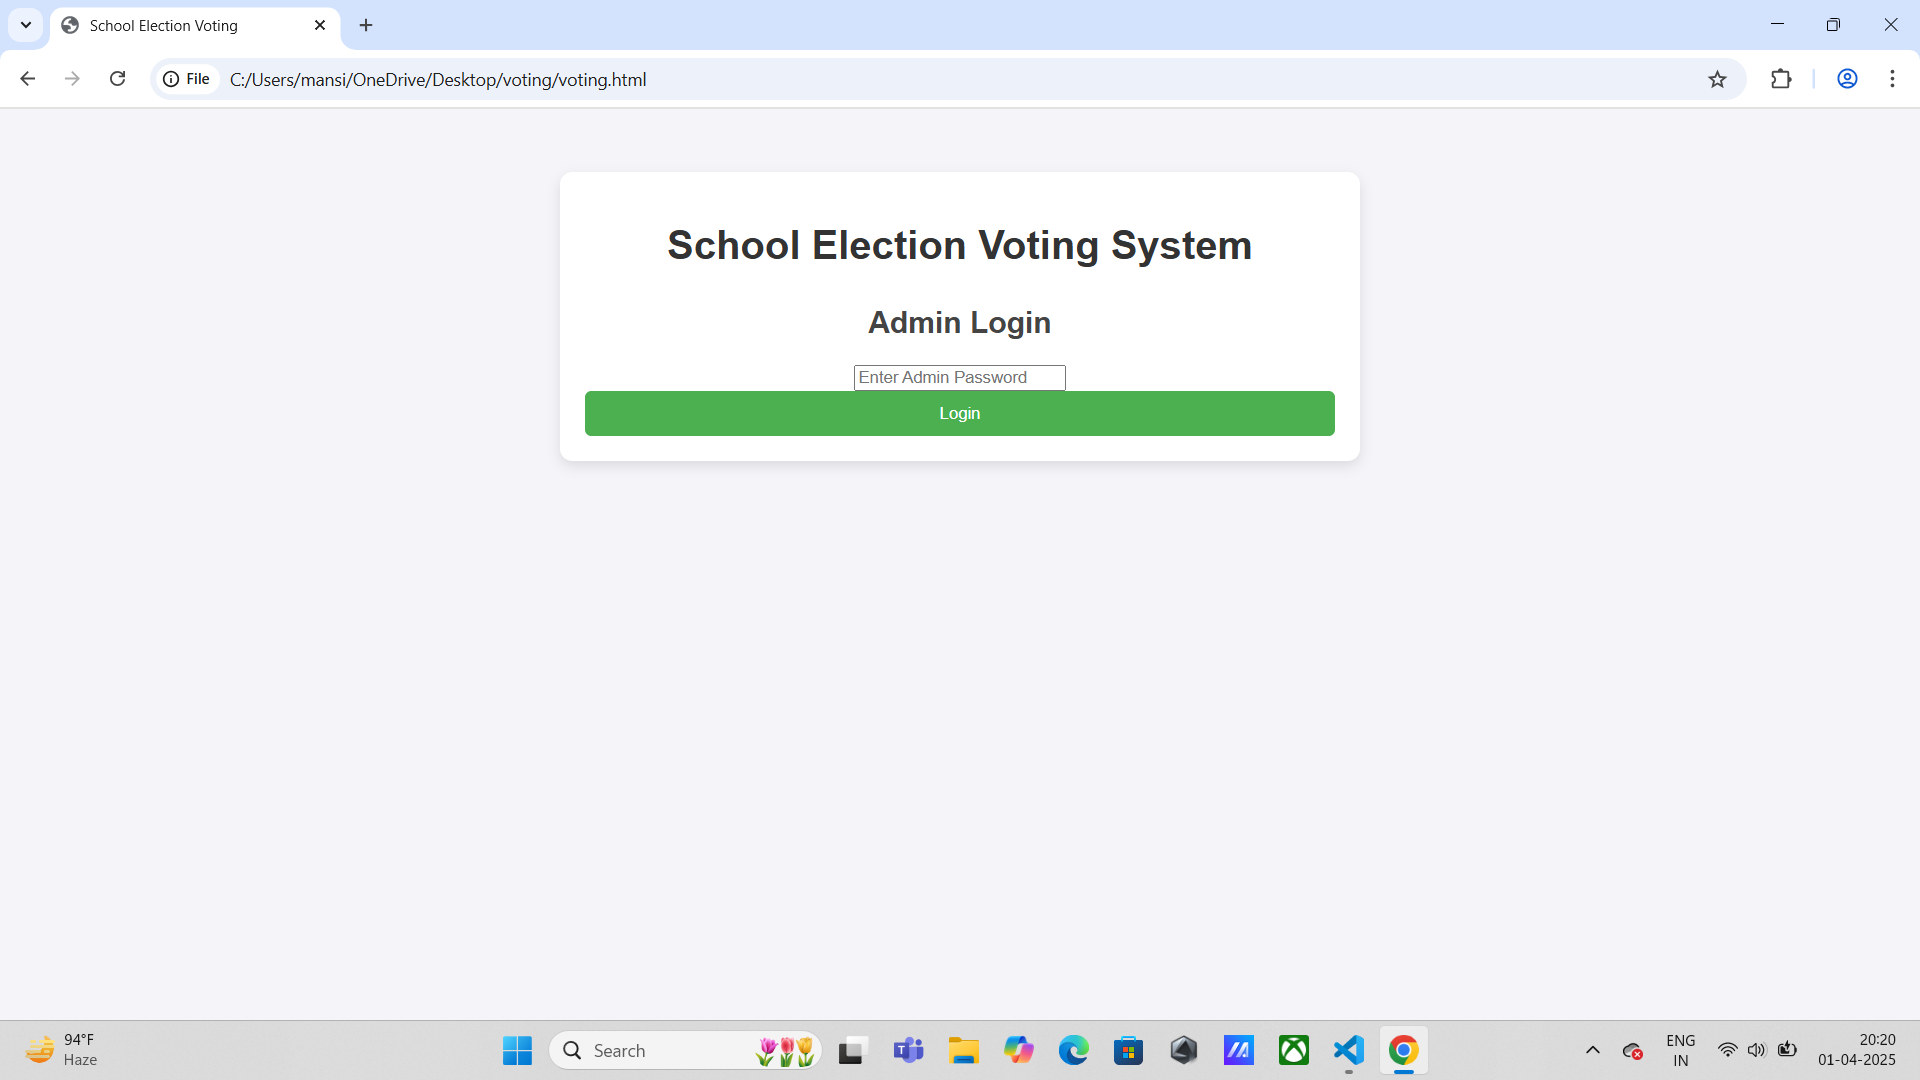 School Election Voting
File
C:/Users/mansi/OneDrive/Desktop/voting/voting.html
School Election Voting System
Admin Login
Enter Admin Password
Login
94°F
Haze
Search
ENG
IN
20:20
01-04-2025